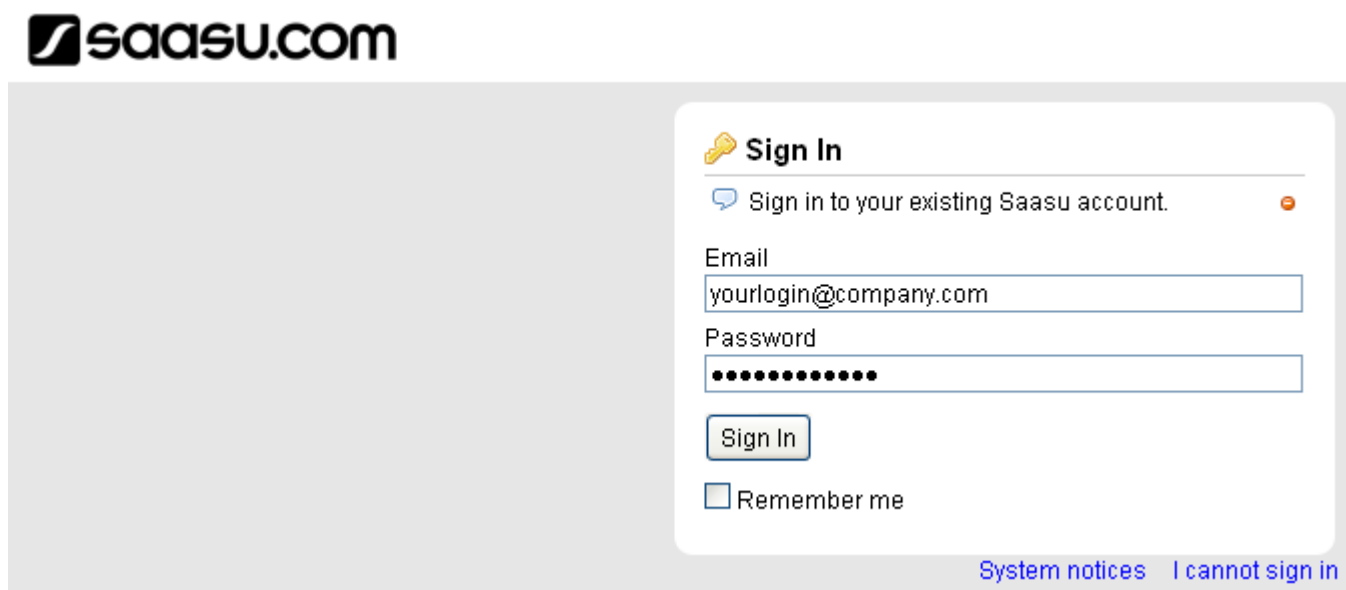 saasu.com
Sign In
Sign in to your existing Saasu account.
Email
yourlogin@company.com
Password
••••••••••••
Sign In
Remember me
System notices I cannot sign in